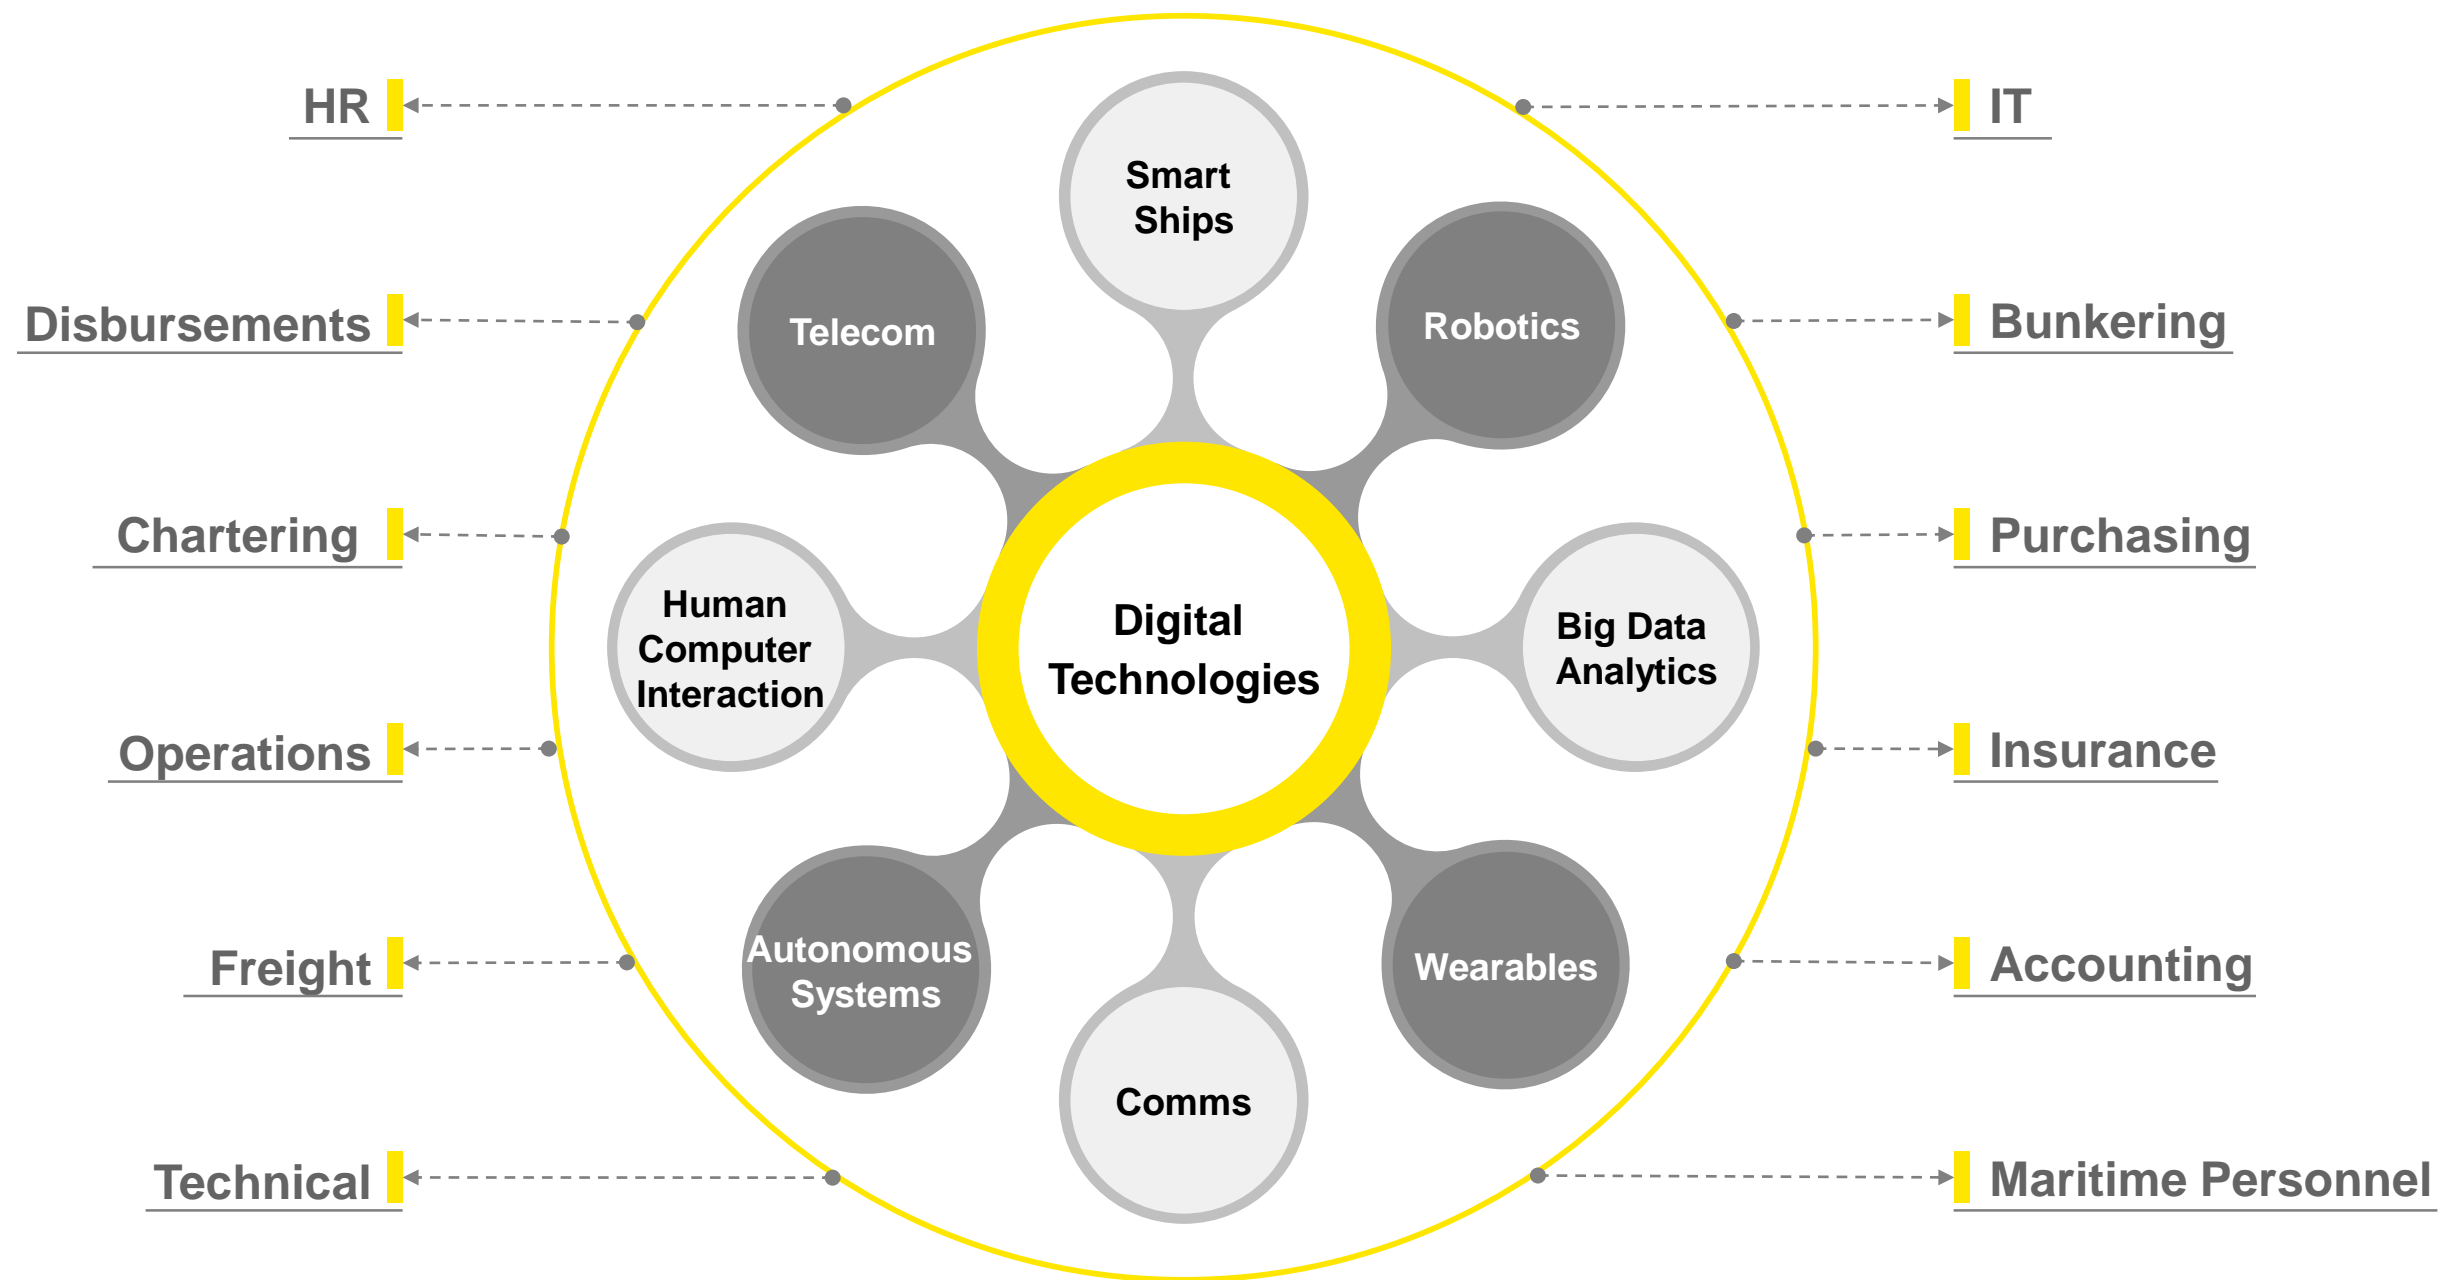 HR
Disbursements
Chartering
Operations
Freight
Technical
Smart
Ships
Telecom
Robotics
Human
Computer
Interaction
Digital
Technologies
Big Data
Analytics
Autonomous
Systems
Wearables
Comms
IT
Bunkering
Purchasing
Insurance
Accounting
Maritime Personnel